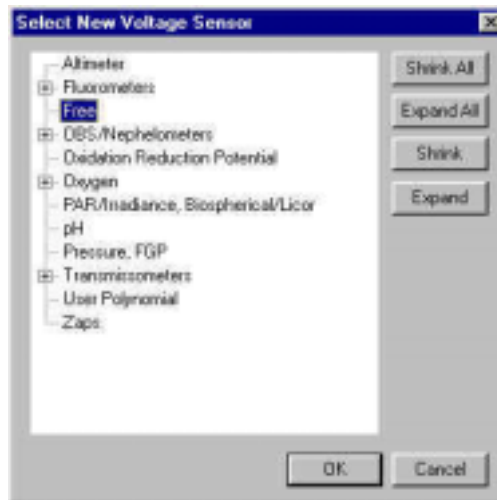 Select New Voltage Sensor
Altimeter
Fluorometers
Free
OBS/Nephelometers
Oxidation Reduction Potential
Oxygen
PAR/Irradiance, Biospherical/Licor
pH
Pressure, FGP
Transmissometers
User Polynomial
Zaps
Shrink All
Expand All
Shrink
Expand
OK
Cancel